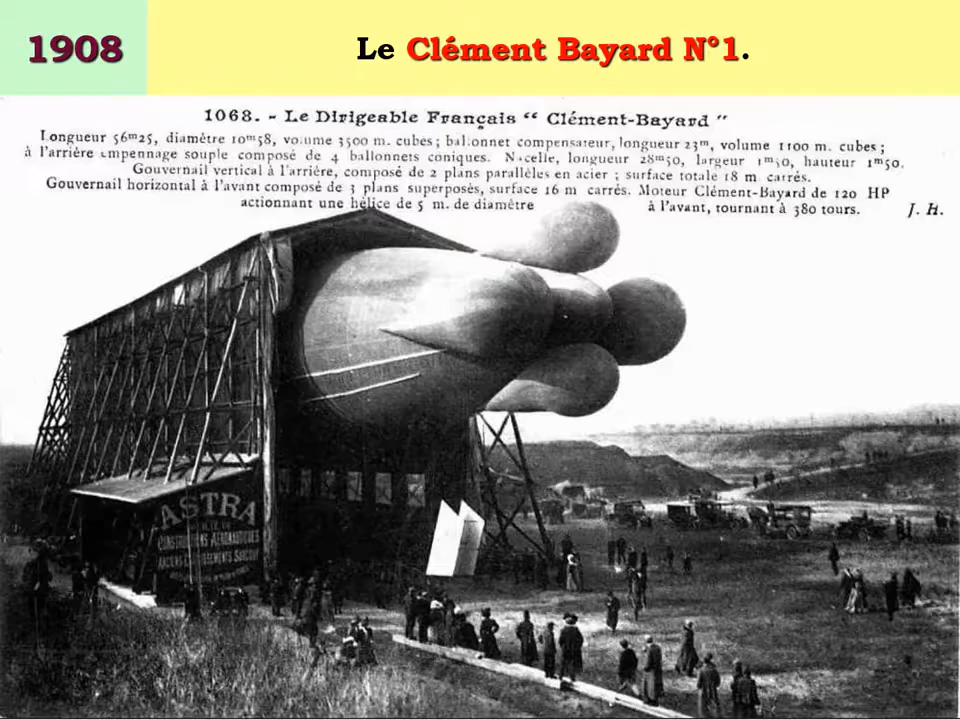 1908
Le Clément Bayard N°1.
1068. - Le Dirigeable Français “ Clément-Bayard ”
Longueur 56m25, diamètre 10m58, volume 3500 m. cubes; ballonnet compensateur, longueur 23m, volume 1100 m. cubes;
à l'arrière empennage souple composé de 4 ballonnets coniques. Nacelle, longueur 28m50, largeur 1m50, hauteur 1m50.
Gouvernail vertical à l'arrière, composé de 2 plans parallèles en acier ; surface totale 18 m. carrés.
Gouvernail horizontal à l'avant composé de 3 plans superposés, surface 16 m carrés. Moteur Clément-Bayard de 120 HP
actionnant une hélice de 5 m. de diamètre à l'avant, tournant à 380 tours. J. H.
ASTRA
CONSTRUCTIONS AÉRONAUTIQUES
ANCIENS ÉTABLISSEMENTS SURCOUF